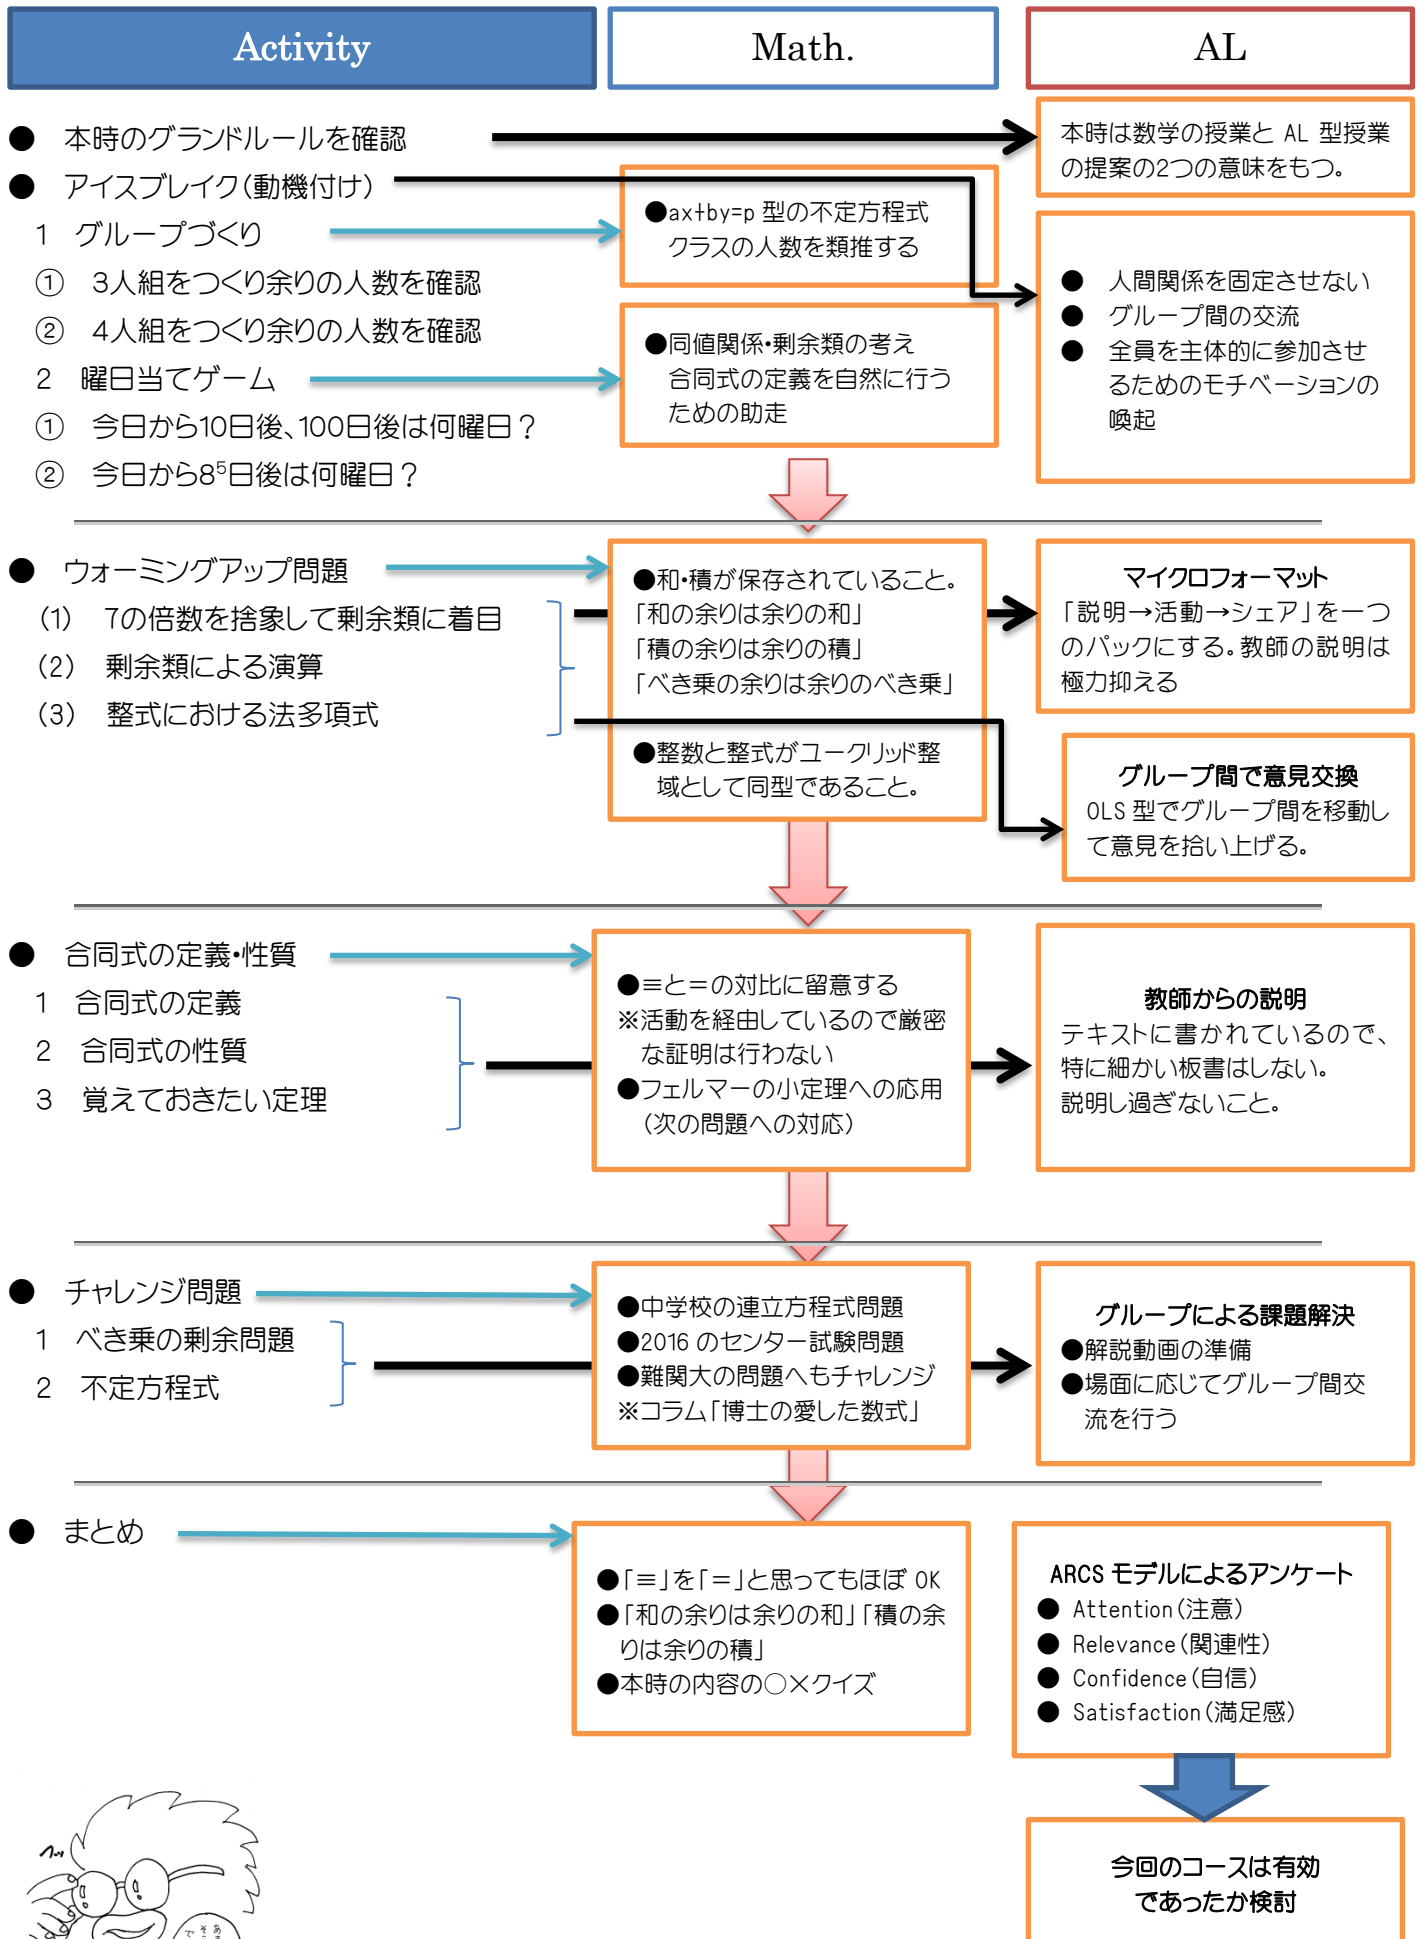 Activity
Math.
AL
● 本時のグランドルールを確認
本時は数学の授業と AL 型授業
の提案の2つの意味をもつ。
● アイスブレイク(動機付け)
1 グループづくり
① 3人組をつくり余りの人数を確認
② 4人組をつくり余りの人数を確認
2 曜日当てゲーム
① 今日から10日後、100日後は何曜日？
② 今日から8⁵日後は何曜日？
●ax+by=p 型の不定方程式
クラスの人数を類推する
●同値関係・剰余類の考え
合同式の定義を自然に行う
ための助走
● 人間関係を固定させない
● グループ間の交流
● 全員を主体的に参加させ
るためのモチベーションの
喚起
● ウォーミングアップ問題
(1) 7の倍数を捨象して剰余類に着目
(2) 剰余類による演算
(3) 整式における法多項式
●和・積が保存されていること。
「和の余りは余りの和」
「積の余りは余りの積」
「べき乗の余りは余りのべき乗」
●整数と整式がユークリッド整
域として同型であること。
マイクロフォーマット
「説明→活動→シェア」を一つ
のパックにする。教師の説明は
極力抑える
グループ間で意見交換
OLS 型でグループ間を移動し
て意見を拾い上げる。
● 合同式の定義・性質
1 合同式の定義
2 合同式の性質
3 覚えておきたい定理
●≡と＝の対比に留意する
※活動を経由しているので厳密
な証明は行わない
●フェルマーの小定理への応用
(次の問題への対応)
教師からの説明
テキストに書かれているので、
特に細かい板書はしない。
説明し過ぎないこと。
● チャレンジ問題
1 べき乗の剰余問題
2 不定方程式
●中学校の連立方程式問題
●2016 のセンター試験問題
●難関大の問題へもチャレンジ
※コラム「博士の愛した数式」
グループによる課題解決
●解説動画の準備
●場面に応じてグループ間交
流を行う
● まとめ
●「≡」を「＝」と思ってもほぼ OK
●「和の余りは余りの和」「積の余
りは余りの積」
●本時の内容の○×クイズ
ARCS モデルによるアンケート
● Attention(注意)
● Relevance(関連性)
● Confidence(自信)
● Satisfaction(満足感)
今回のコースは有効
であったか検討